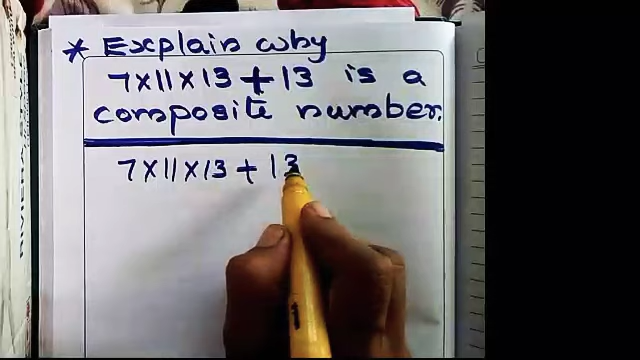 * Explain why
7×11×13 + 13 is a
composite number.
7×11×13 + 13